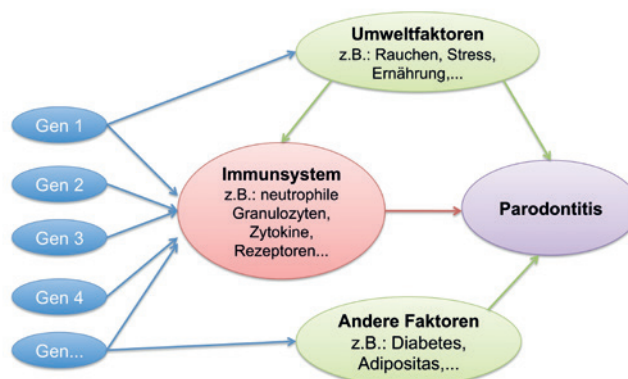 Umweltfaktoren
z.B.: Rauchen, Stress,
Ernährung,...
Gen 1
Gen 2
Gen 3
Gen 4
Gen...
Immunsystem
z.B.: neutrophile
Granulozyten,
Zytokine,
Rezeptoren...
Parodontitis
Andere Faktoren
z.B.: Diabetes,
Adipositas,...